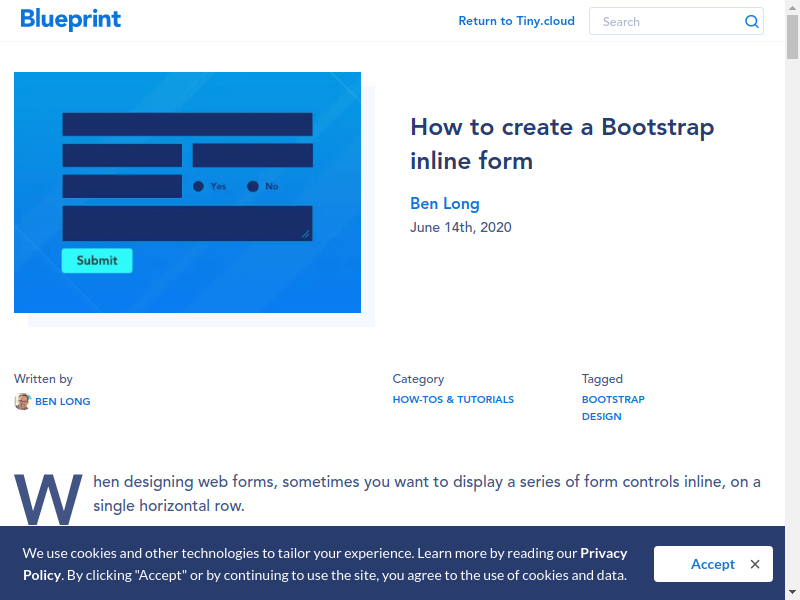 Blueprint
Return to Tiny.cloud
Search
Yes
No
Submit
How to create a Bootstrap
inline form
Ben Long
June 14th, 2020
Written by
BEN LONG
Category
HOW-TOS & TUTORIALS
Tagged
BOOTSTRAP
DESIGN
When designing web forms, sometimes you want to display a series of form controls inline, on a
single horizontal row.
We use cookies and other technologies to tailor your experience. Learn more by reading our Privacy
Policy. By clicking "Accept" or by continuing to use the site, you agree to the use of cookies and data.
Accept ×